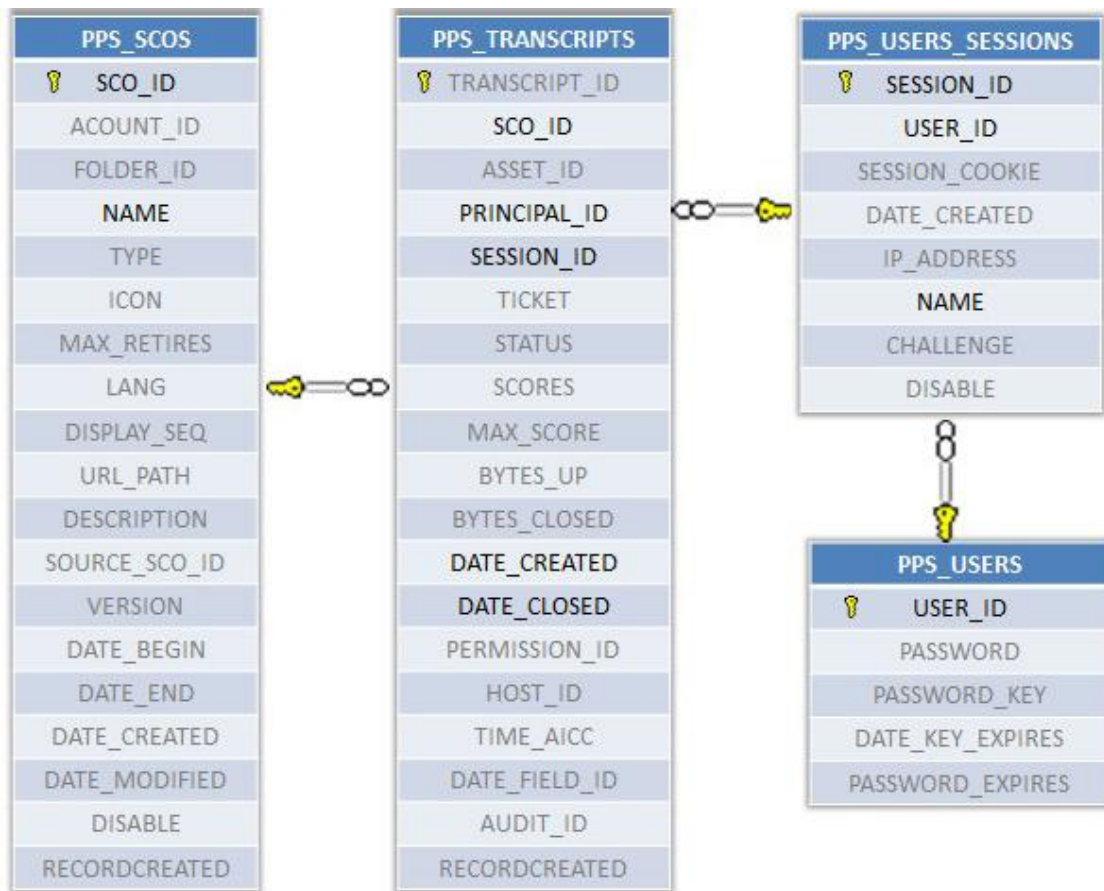 PPS_SCOS
SCO_ID
ACOUNT_ID
FOLDER_ID
NAME
TYPE
ICON
MAX_RETIRES
LANG
DISPLAY_SEQ
URL_PATH
DESCRIPTION
SOURCE_SCO_ID
VERSION
DATE_BEGIN
DATE_END
DATE_CREATED
DATE_MODIFIED
DISABLE
RECORDCREATED
PPS_TRANSCRIPTS
TRANSCRIPT_ID
SCO_ID
ASSET_ID
PRINCIPAL_ID
SESSION_ID
TICKET
STATUS
SCORES
MAX_SCORE
BYTES_UP
BYTES_CLOSED
DATE_CREATED
DATE_CLOSED
PERMISSION_ID
HOST_ID
TIME_AICC
DATE_FIELD_ID
AUDIT_ID
RECORDCREATED
PPS_USERS_SESSIONS
SESSION_ID
USER_ID
SESSION_COOKIE
DATE_CREATED
IP_ADDRESS
NAME
CHALLENGE
DISABLE
PPS_USERS
USER_ID
PASSWORD
PASSWORD_KEY
DATE_KEY_EXPIRES
PASSWORD_EXPIRES